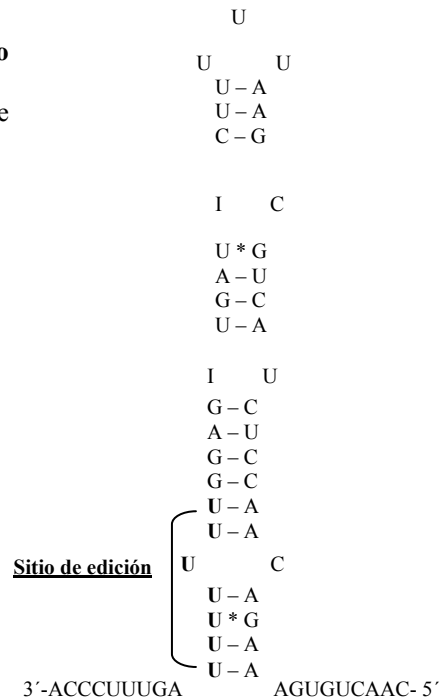 U
o
U U
U – A
e
U – A
C – G
I C
U * G
A – U
G – C
U – A
I U
G – C
A – U
G – C
G – C
U – A
U – A
Sitio de edición U C
U – A
U * G
U – A
U – A
3´-ACCCUUUGA AGUGUCAAC- 5´